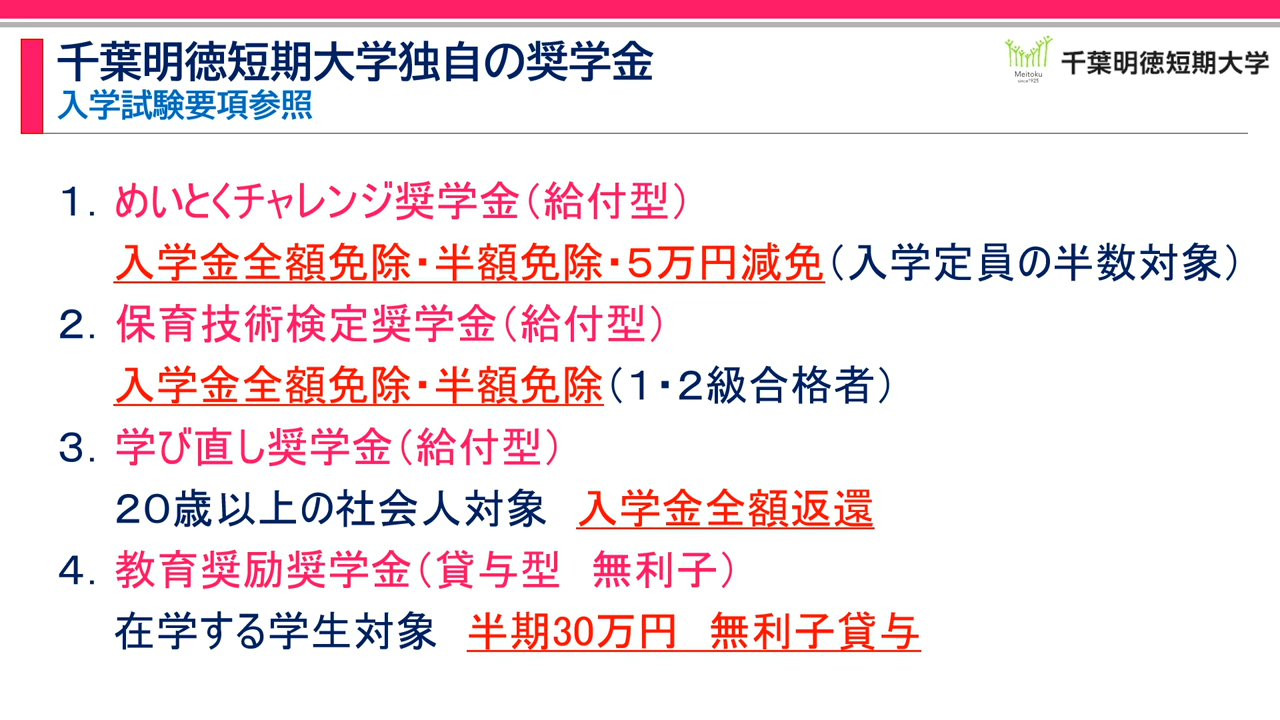 千葉明徳短期大学独自の奨学金
入学試験要項参照
Meitoku
since 1925
千葉明徳短期大学
１．めいとくチャレンジ奨学金（給付型）
入学金全額免除・半額免除・５万円減免（入学定員の半数対象）
２．保育技術検定奨学金（給付型）
入学金全額免除・半額免除（１・２級合格者）
３．学び直し奨学金（給付型）
２０歳以上の社会人対象　入学金全額返還
４．教育奨励奨学金（貸与型　無利子）
在学する学生対象　半期30万円　無利子貸与